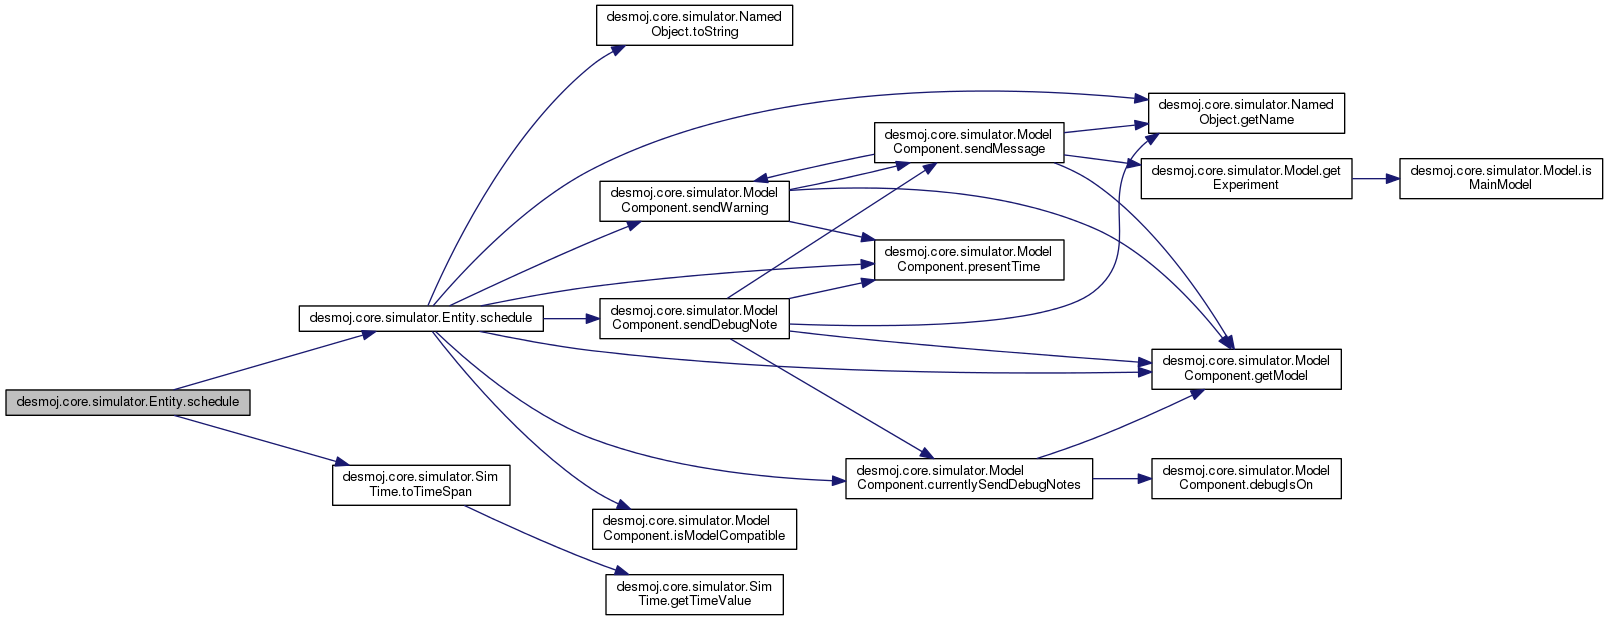 desmoj.core.simulator.Named
Object.toString
desmoj.core.simulator.Named
Object.getName
desmoj.core.simulator.Model
Component.sendMessage
desmoj.core.simulator.Model.get
Experiment
desmoj.core.simulator.Model.is
MainModel
desmoj.core.simulator.Model
Component.sendWarning
desmoj.core.simulator.Model
Component.presentTime
desmoj.core.simulator.Entity.schedule
desmoj.core.simulator.Model
Component.sendDebugNote
desmoj.core.simulator.Model
Component.getModel
desmoj.core.simulator.Entity.schedule
desmoj.core.simulator.Sim
Time.toTimeSpan
desmoj.core.simulator.Model
Component.currentlySendDebugNotes
desmoj.core.simulator.Model
Component.debugIsOn
desmoj.core.simulator.Model
Component.isModelCompatible
desmoj.core.simulator.Sim
Time.getTimeValue